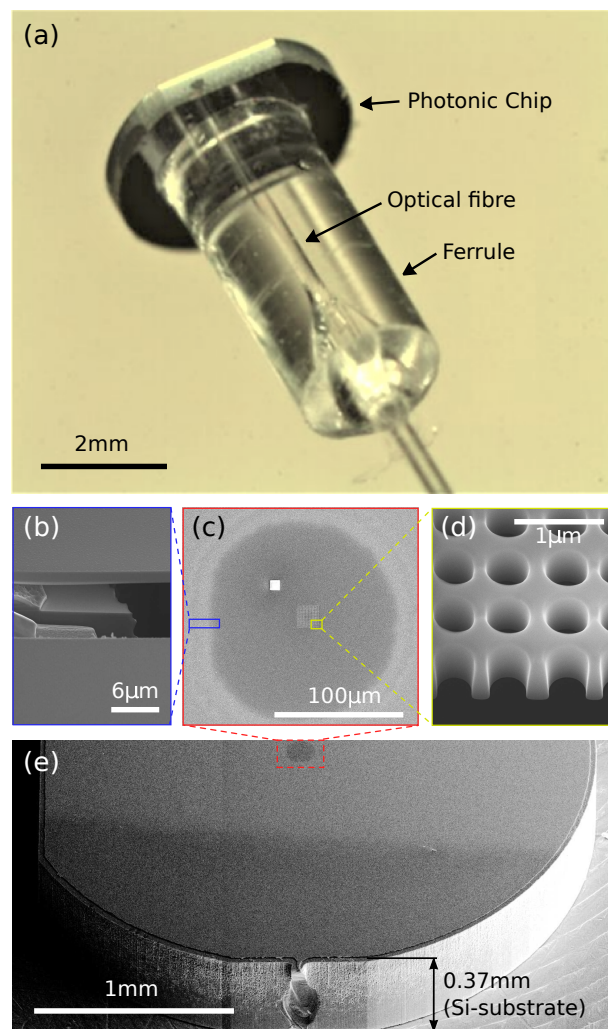 (a)
Photonic Chip
Optical fibre
Ferrule
2mm
(b)
(c)
(d)
1μm
6μm
100μm
(e)
1mm
0.37mm
(Si-substrate)